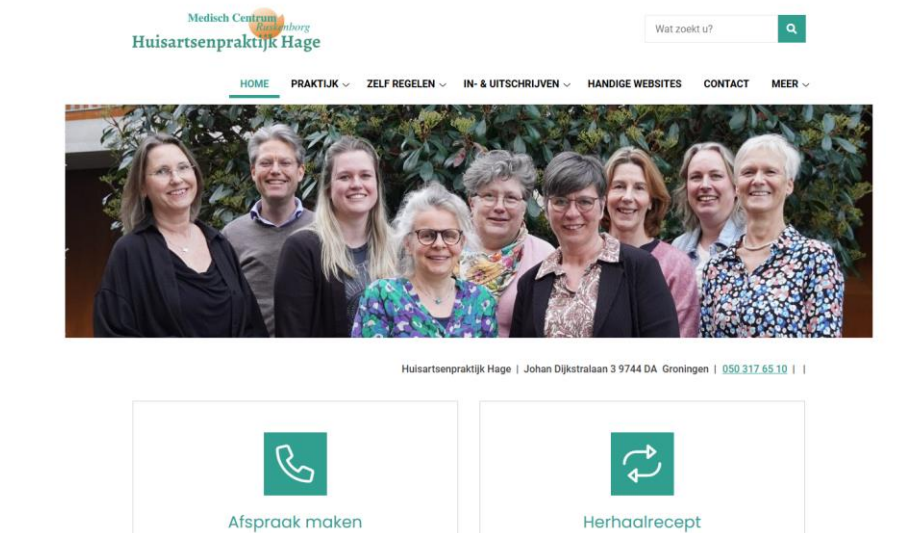 Medisch Centrum
Ruskenborg
Huisartsenpraktijk Hage
Wat zoekt u?
HOME PRAKTIJK ZELF REGELEN IN- & UITSCHRIJVEN HANDIGE WEBSITES CONTACT MEER
Huisartsenpraktijk Hage | Johan Dijkstralaan 3 9744 DA Groningen | 050 317 65 10 | |
Afspraak maken
Herhaalrecept